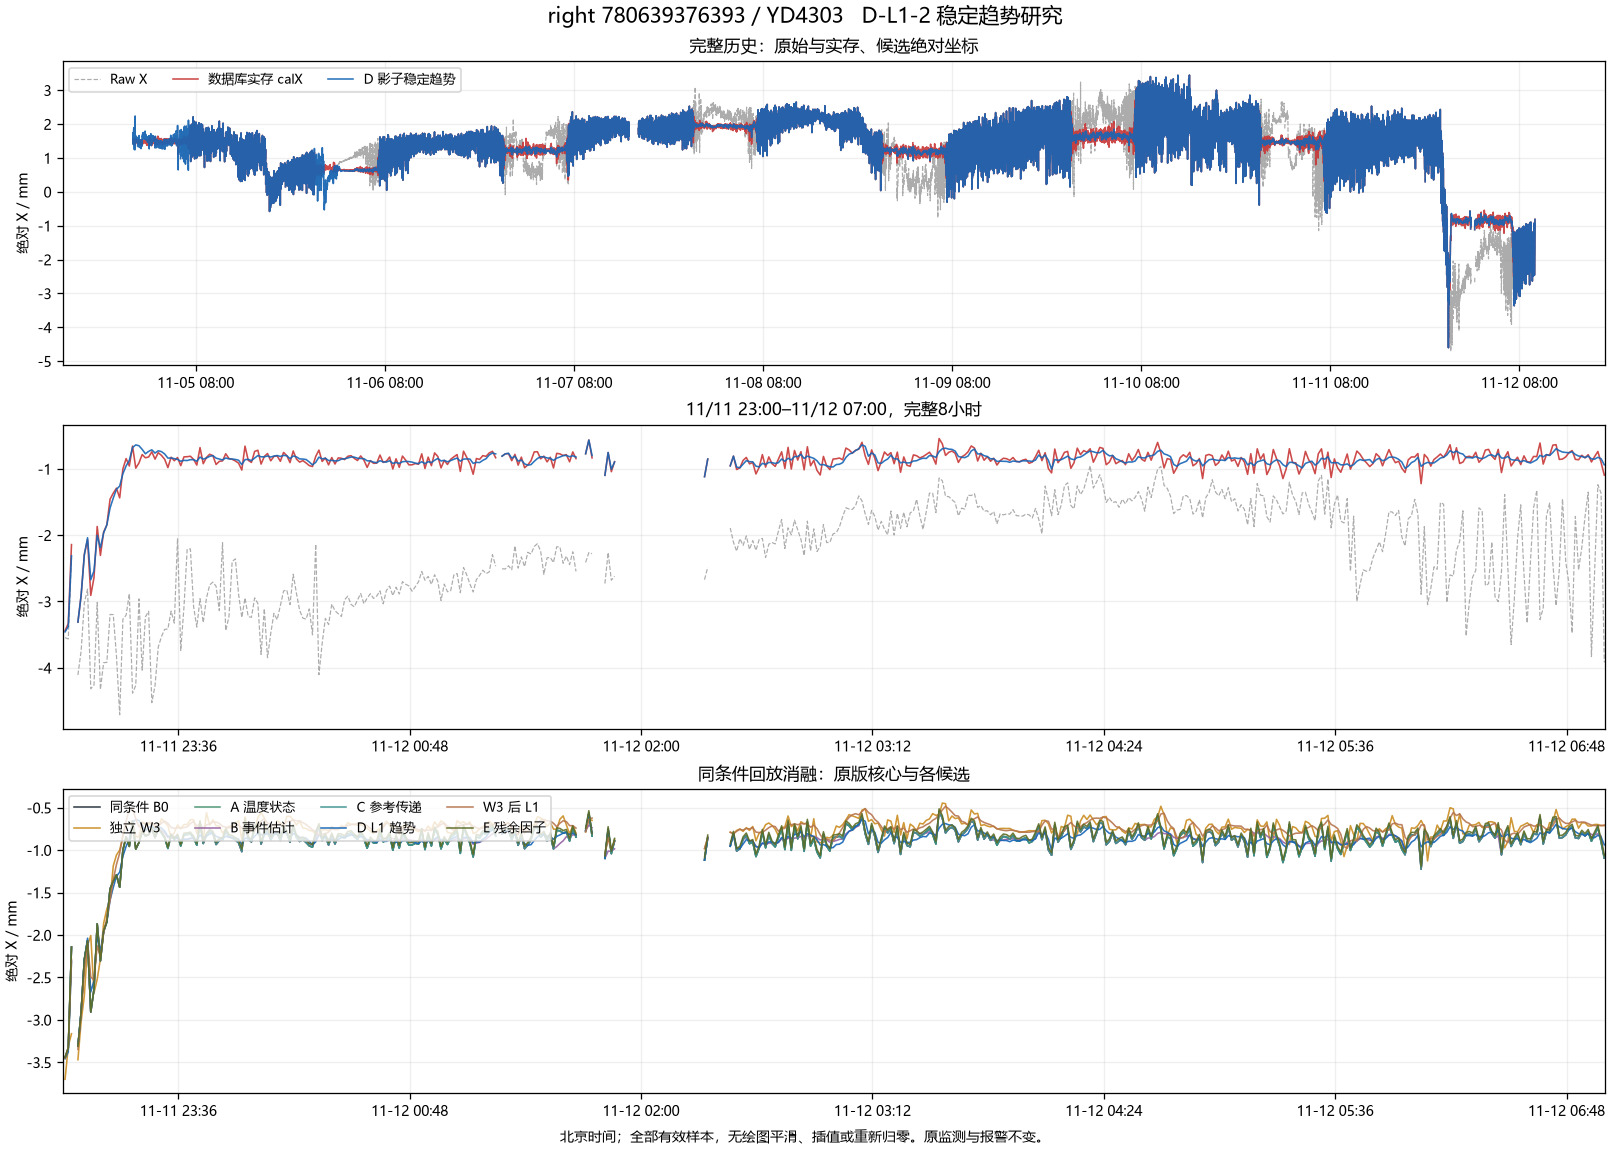 right 780639376393 / YD4303   D-L1-2 稳定趋势研究
完整历史：原始与实存、候选绝对坐标
Raw X
数据库实存 calX
D 影子稳定趋势
绝对 X / mm
3
2
1
0
-1
-2
-3
-4
-5
11-05 08:00
11-06 08:00
11-07 08:00
11-08 08:00
11-09 08:00
11-10 08:00
11-11 08:00
11-12 08:00
11/11 23:00–11/12 07:00，完整8小时
绝对 X / mm
-1
-2
-3
-4
11-11 23:36
11-12 00:48
11-12 02:00
11-12 03:12
11-12 04:24
11-12 05:36
11-12 06:48
同条件回放消融：原版核心与各候选
同条件 B0
A 温度状态
C 参考传递
W3 后 L1
独立 W3
B 事件估计
D L1 趋势
E 残余因子
绝对 X / mm
-0.5
-1.0
-1.5
-2.0
-2.5
-3.0
-3.5
11-11 23:36
11-12 00:48
11-12 02:00
11-12 03:12
11-12 04:24
11-12 05:36
11-12 06:48
北京时间；全部有效样本，无绘图平滑、插值或重新归零。原监测与报警不变。